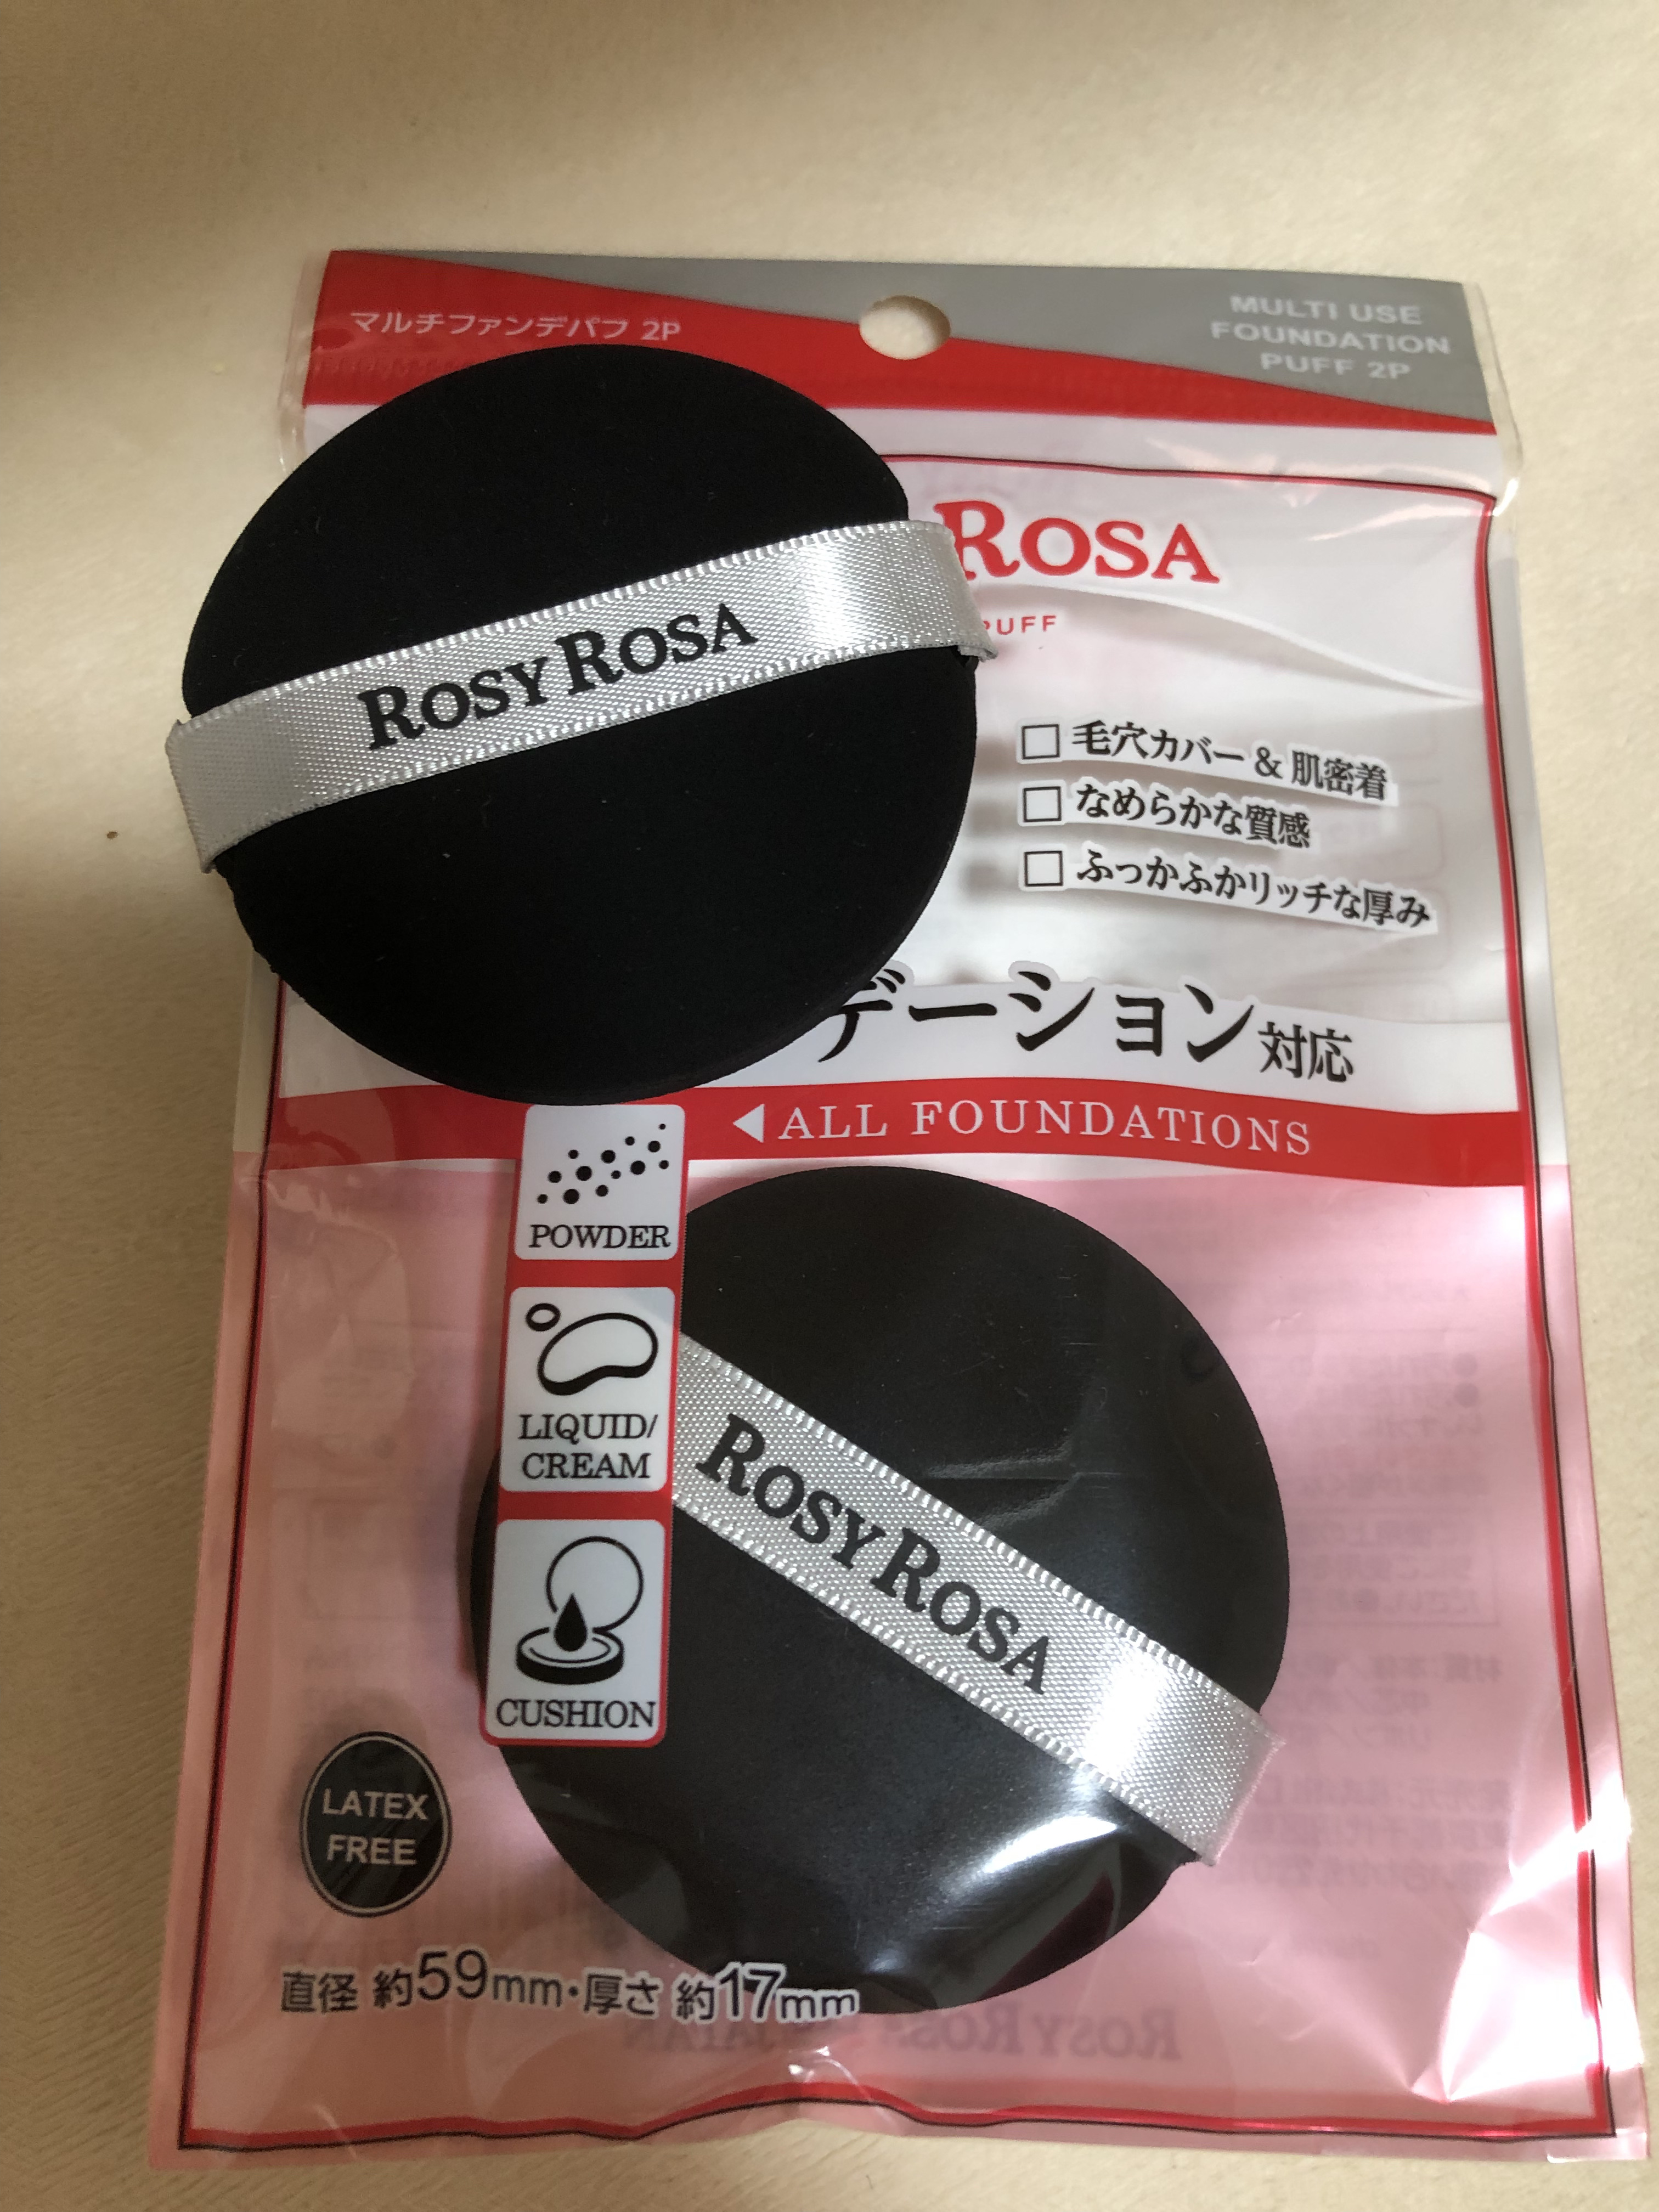 マルチファンデパフ 2P
MULTI USE
FOUNDATION
PUFF 2P
ROSA
PUFF
ROSY ROSA
□ 毛穴カバー & 肌密着
□ なめらかな質感
□ ふっかふかリッチな厚み
デーション対応
◀ ALL FOUNDATIONS
POWDER
LIQUID/
CREAM
CUSHION
ROSY ROSA
LATEX
FREE
直径 約59mm・厚さ 約17mm